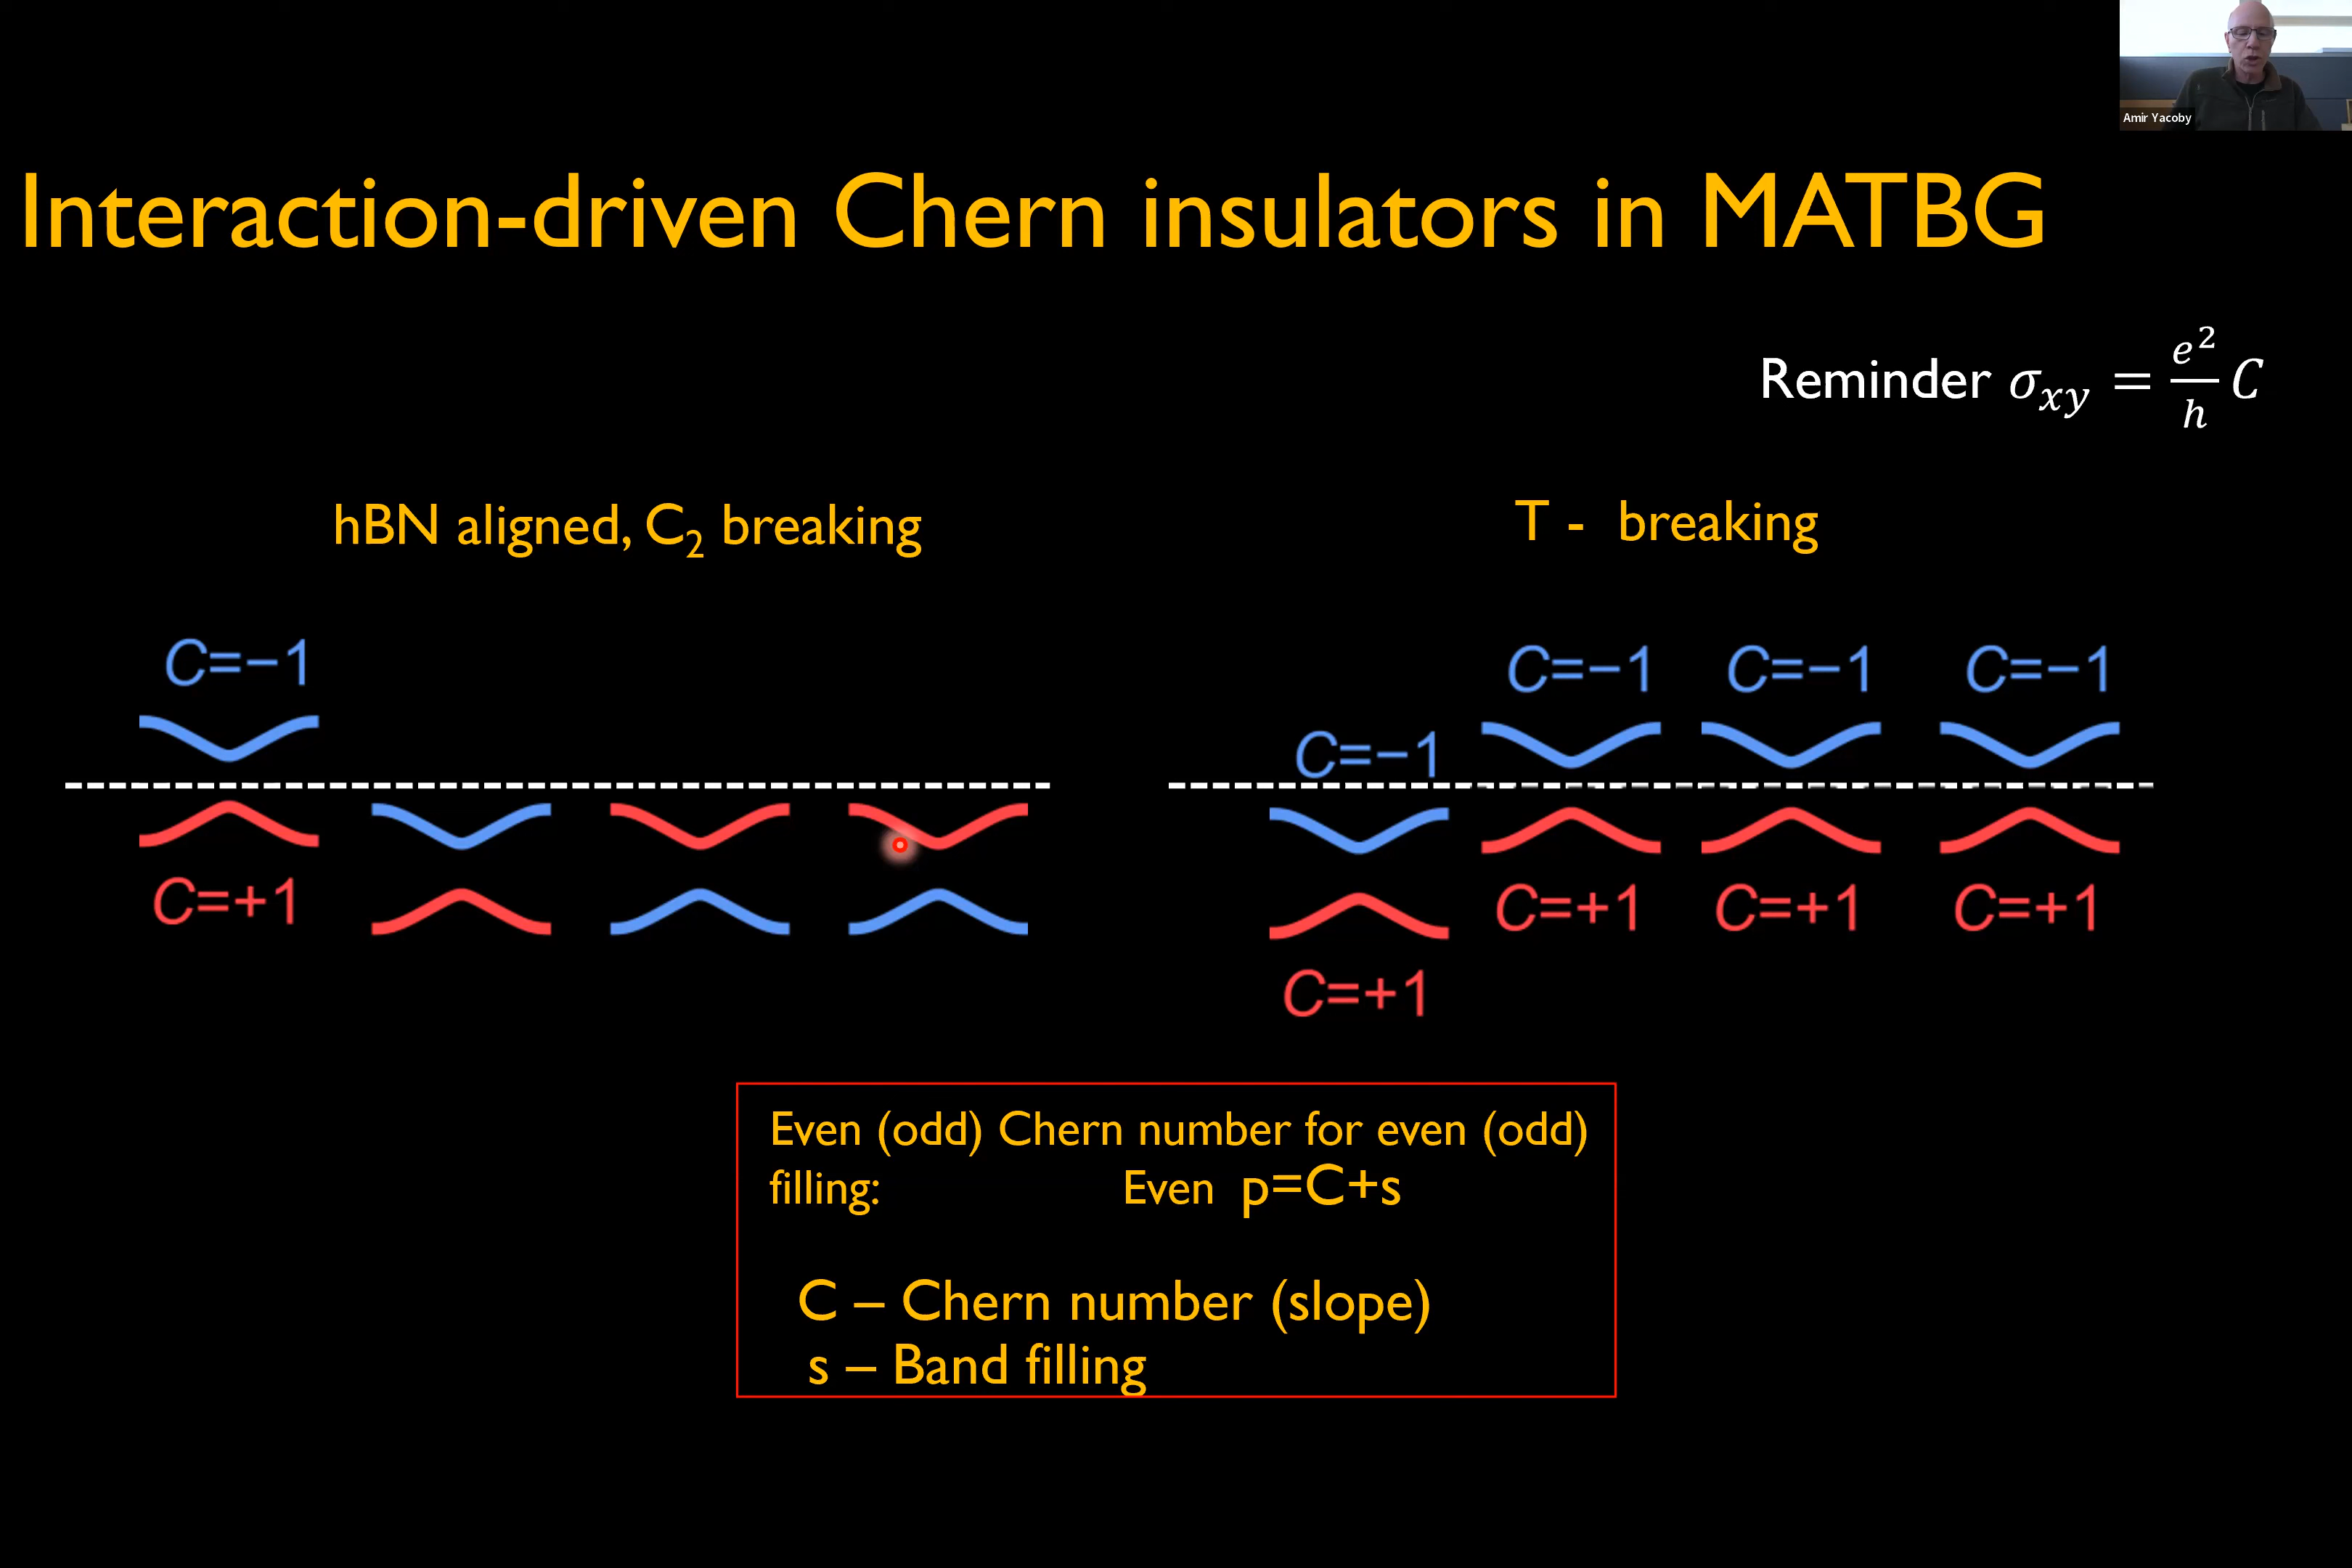 Amir Yacoby
Interaction-driven Chern insulators in MATBG
Reminder σ_xy = e²/h C
hBN aligned, C₂ breaking
T - breaking
C=−1
C=+1
C=−1
C=−1
C=−1
C=−1
C=+1
C=+1
C=+1
C=+1
Even (odd) Chern number for even (odd)
filling: Even p=C+s
C – Chern number (slope)
s – Band filling